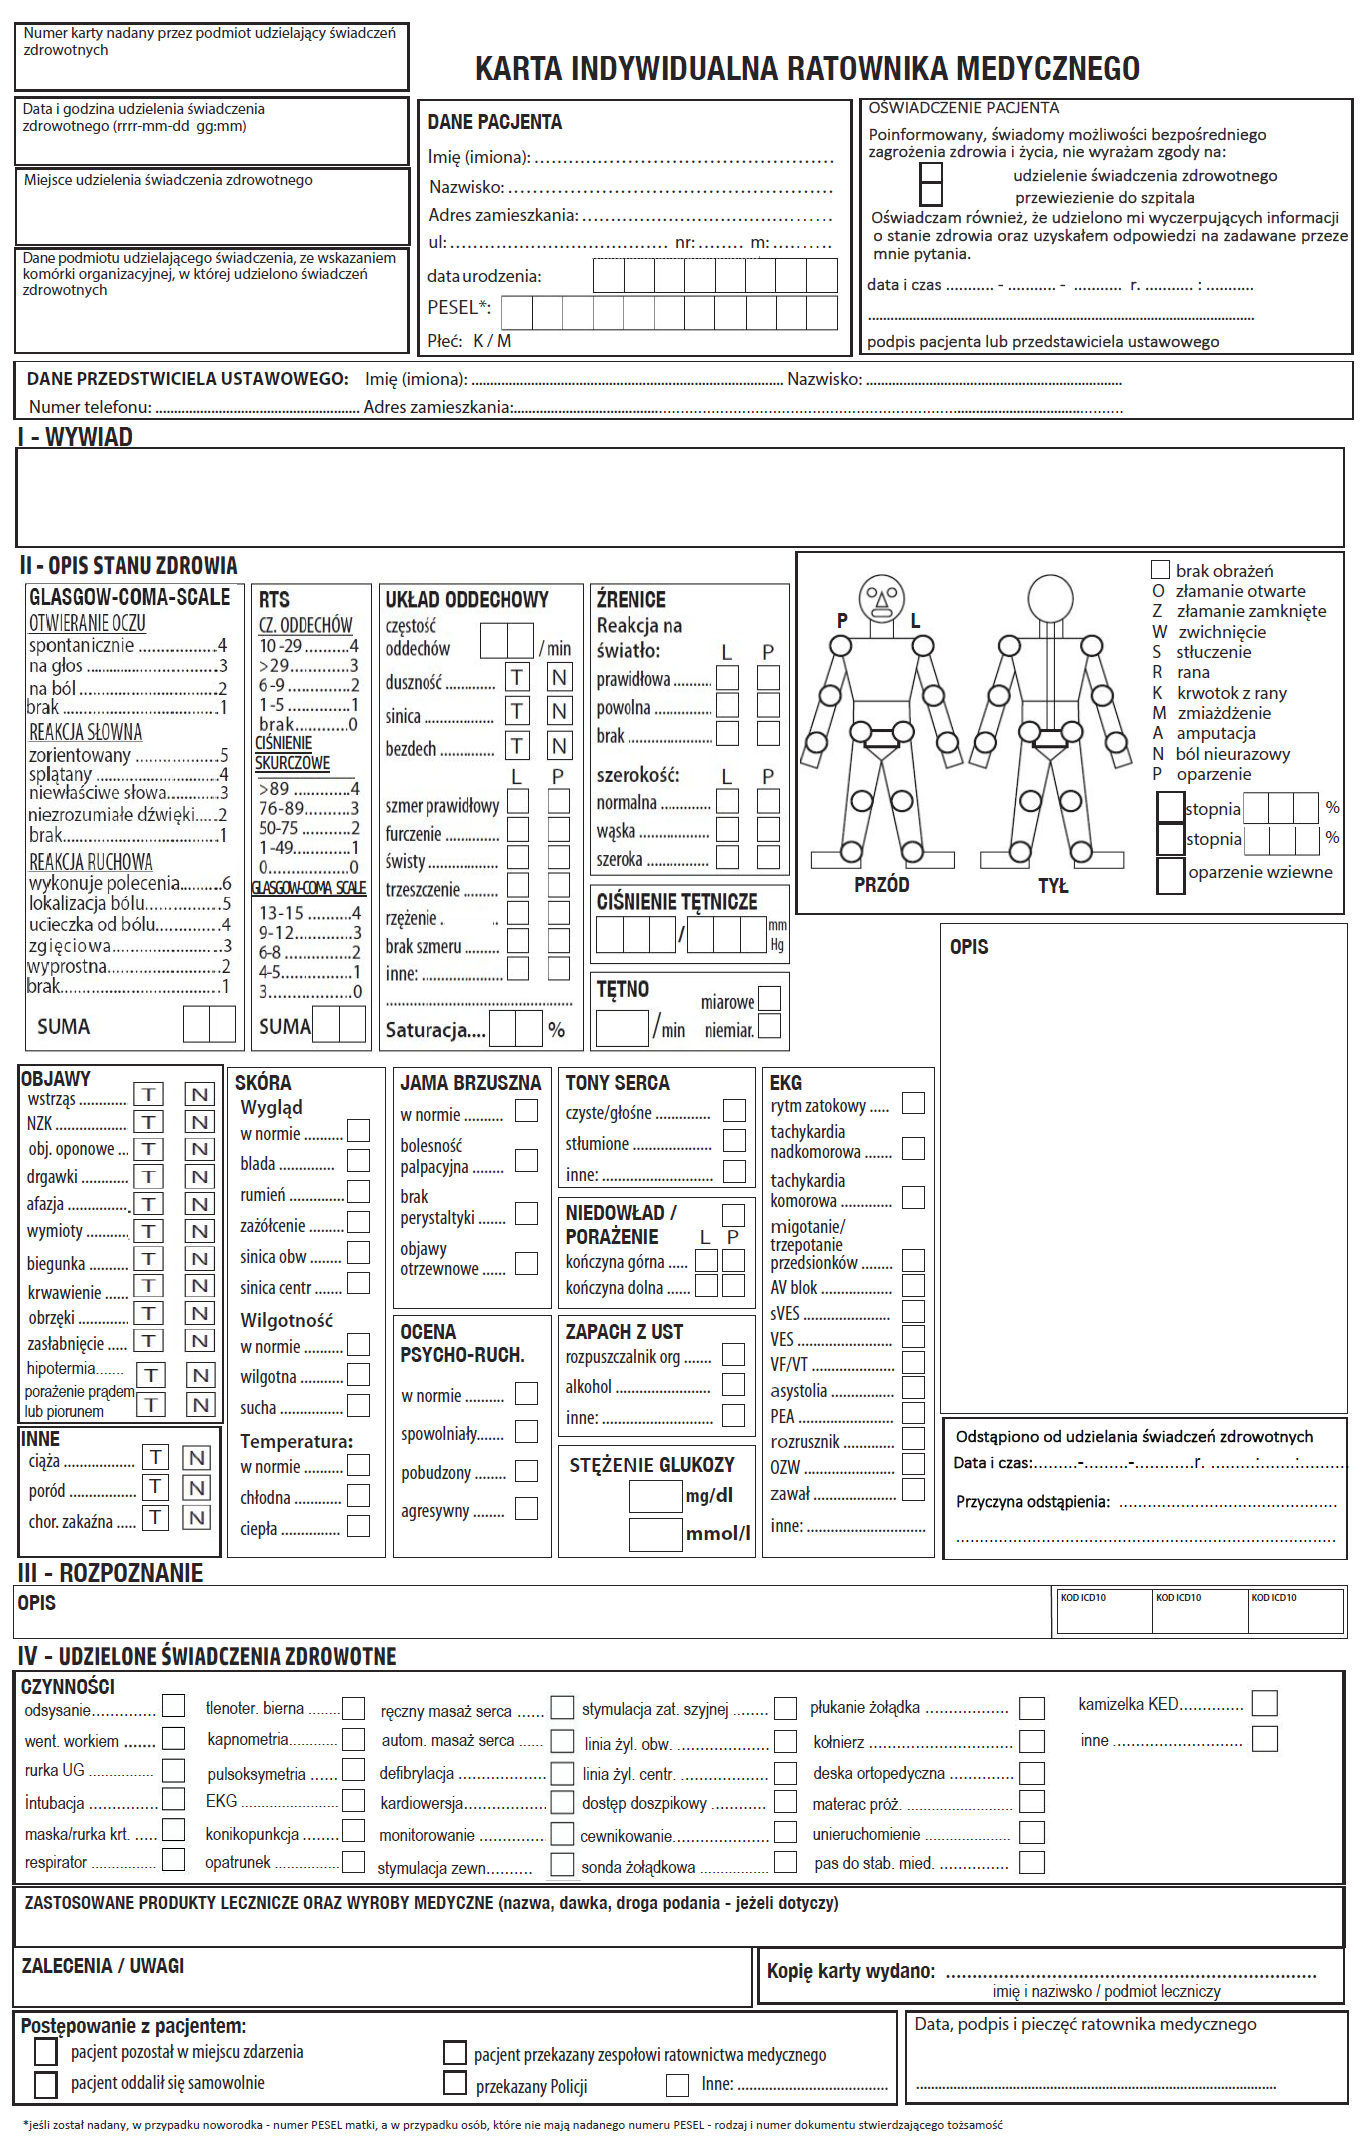 Numer karty nadany przez podmiot udzielający świadczeń
zdrowotnych
KARTA INDYWIDUALNA RATOWNIKA MEDYCZNEGO
Data i godzina udzielenia świadczenia
zdrowotnego (rrrr-mm-dd gg:mm)
Miejsce udzielenia świadczenia zdrowotnego
Dane podmiotu udzielającego świadczenia, ze wskazaniem
komórki organizacyjnej, w której udzielono świadczeń
zdrowotnych
DANE PACJENTA
Imię (imiona): ....................
Nazwisko: ....................
Adres zamieszkania: ....................
ul: .................... nr: ........ m: ..........
data urodzenia:
PESEL*:
Płeć: K / M
OŚWIADCZENIE PACJENTA
Poinformowany, świadomy możliwości bezpośredniego
zagrożenia zdrowia i życia, nie wyrażam zgody na:
udzielenie świadczenia zdrowotnego
przewiezienie do szpitala
Oświadczam również, że udzielono mi wyczerpujących informacji
o stanie zdrowia oraz uzyskałem odpowiedzi na zadawane przeze
mnie pytania.
data i czas ........... - ........... - ........... r. ........... : ...........
podpis pacjenta lub przedstawiciela ustawowego
DANE PRZEDSTWICIELA USTAWOWEGO: Imię (imiona): .................... Nazwisko: ....................
Numer telefonu: .................... Adres zamieszkania:....................
I - WYWIAD
II - OPIS STANU ZDROWIA
GLASGOW-COMA-SCALE
OTWIERANIE OCZU
spontanicznie ................4
na głos ................3
na ból ................2
brak ................1
REAKCJA SŁOWNA
zorientowany ................5
splątany ................4
niewłaściwe słowa...........3
niezrozumiałe dźwięki.....2
brak................1
REAKCJA RUCHOWA
wykonuje polecenia.........6
lokalizacja bólu................5
ucieczka od bólu..............4
zgięciowa................3
wyprostna................2
brak................1
SUMA
RTS
CZ. ODDECHÓW
10 -29 .........4
>29............3
6 -9 .............2
1 -5 .............1
brak............0
CIŚNIENIE
SKURCZOWE
>89 ............4
76 -89..........3
50-75 ..........2
1 -49............1
0.................0
GLASGOW-COMA SCALE
13-15 .........4
9-12............3
6-8 ..............2
4-5..............1
3.................0
SUMA
UKŁAD ODDECHOWY
częstość
oddechów / min
duszność ............. T N
sinica .................. T N
bezdech .............. T N
L P
szmer prawidłowy
furczenie ..............
świsty ..................
trzeszczenie .........
rzężenie . ..
brak szmeru .........
inne: .....................
Saturacja.... %
ŹRENICE
Reakcja na
światło: L P
prawidłowa ..........
powolna ...............
brak ......................
szerokość: L P
normalna .............
wąska ..................
szeroka ................
CIŚNIENIE TĘTNICZE
/ mm
Hg
TĘTNO
miarowe
/min niemiar.
P L
PRZÓD TYŁ
brak obrażeń
O złamanie otwarte
Z złamanie zamknięte
W zwichnięcie
S stłuczenie
R rana
K krwotok z rany
M zmiażdżenie
A amputacja
N ból nieurazowy
P oparzenie
stopnia %
stopnia %
oparzenie wziewne
OPIS
OBJAWY
wstrząs ............ T N
NZK .................. T N
obj. oponowe ... T N
drgawki ............ T N
afazja ................ T N
wymioty ........... T N
biegunka .......... T N
krwawienie ...... T N
obrzęki ............. T N
zasłabnięcie ..... T N
hipotermia....... T N
porażenie prądem
lub piorunem T N
INNE
ciąża .................. T N
poród ................. T N
chor. zakaźna ..... T N
SKÓRA
Wygląd
w normie ..........
blada ..............
rumień ..............
zażółcenie .........
sinica obw ........
sinica centr .......
Wilgotność
w normie ..........
wilgotna ...........
sucha ................
Temperatura:
w normie ..........
chłodna ............
ciepła ...............
JAMA BRZUSZNA
w normie ..........
bolesność
palpacyjna ........
brak
perystaltyki .......
objawy
otrzewnowe ......
OCENA
PSYCHO-RUCH.
w normie ..........
spowolniały.......
pobudzony ........
agresywny ........
TONY SERCA
czyste/głośne ..............
stłumione ....................
inne: ............................
NIEDOWŁAD /
PORAŻENIE L P
kończyna górna .....
kończyna dolna ......
ZAPACH Z UST
rozpuszczalnik org .......
alkohol ........................
inne: ............................
STĘŻENIE GLUKOZY
mg/dl
mmol/l
EKG
rytm zatokowy .....
tachykardia
nadkomorowa .......
tachykardia
komorowa .............
migotanie/
trzepotanie
przedsionków ........
AV blok ..................
sVES ......................
VES ........................
VF/VT .....................
asystolia ................
PEA ........................
rozrusznik .............
OZW .......................
zawał .....................
inne: ..............................
Odstąpiono od udzielania świadczeń zdrowotnych
Data i czas:.........-.........-............r. .........:.......:..........
Przyczyna odstąpienia: ....................
III - ROZPOZNANIE
OPIS
KOD ICD10 KOD ICD10 KOD ICD10
IV - UDZIELONE ŚWIADCZENIA ZDROWOTNE
CZYNNOŚCI
odsysanie.............. tlenoter. bierna ........ ręczny masaż serca ...... stymulacja zat. szyjnej ........ płukanie żołądka .................. kamizelka KED..............
went. workiem ....... kapnometria............ autom. masaż serca ...... linia żyl. obw. .................... kołnierz ............................... inne ............................
rurka UG ................ pulsoksymetria ...... defibrylacja ................... linia żyl. centr. ................... deska ortopedyczna ..............
intubacja ............... EKG ........................ kardiowersja.................. dostęp doszpikowy ............ materac próż. ..........................
maska/rurka krt. ..... konikopunkcja ........ monitorowanie ............... cewnikowanie..................... unieruchomienie .....................
respirator ................ opatrunek ................ stymulacja zewn.......... sonda żołądkowa ................. pas do stab. mied. ...............
ZASTOSOWANE PRODUKTY LECZNICZE ORAZ WYROBY MEDYCZNE (nazwa, dawka, droga podania - jeżeli dotyczy)
ZALECENIA / UWAGI
Kopię karty wydano: ....................
imię i naziwsko / podmiot leczniczy
Postępowanie z pacjentem:
pacjent pozostał w miejscu zdarzenia pacjent przekazany zespołowi ratownictwa medycznego
pacjent oddalił się samowolnie przekazany Policji Inne: ....................
Data, podpis i pieczęć ratownika medycznego
*jeśli został nadany, w przypadku noworodka - numer PESEL matki, a w przypadku osób, które nie mają nadanego numeru PESEL - rodzaj i numer dokumentu stwierdzającego tożsamość